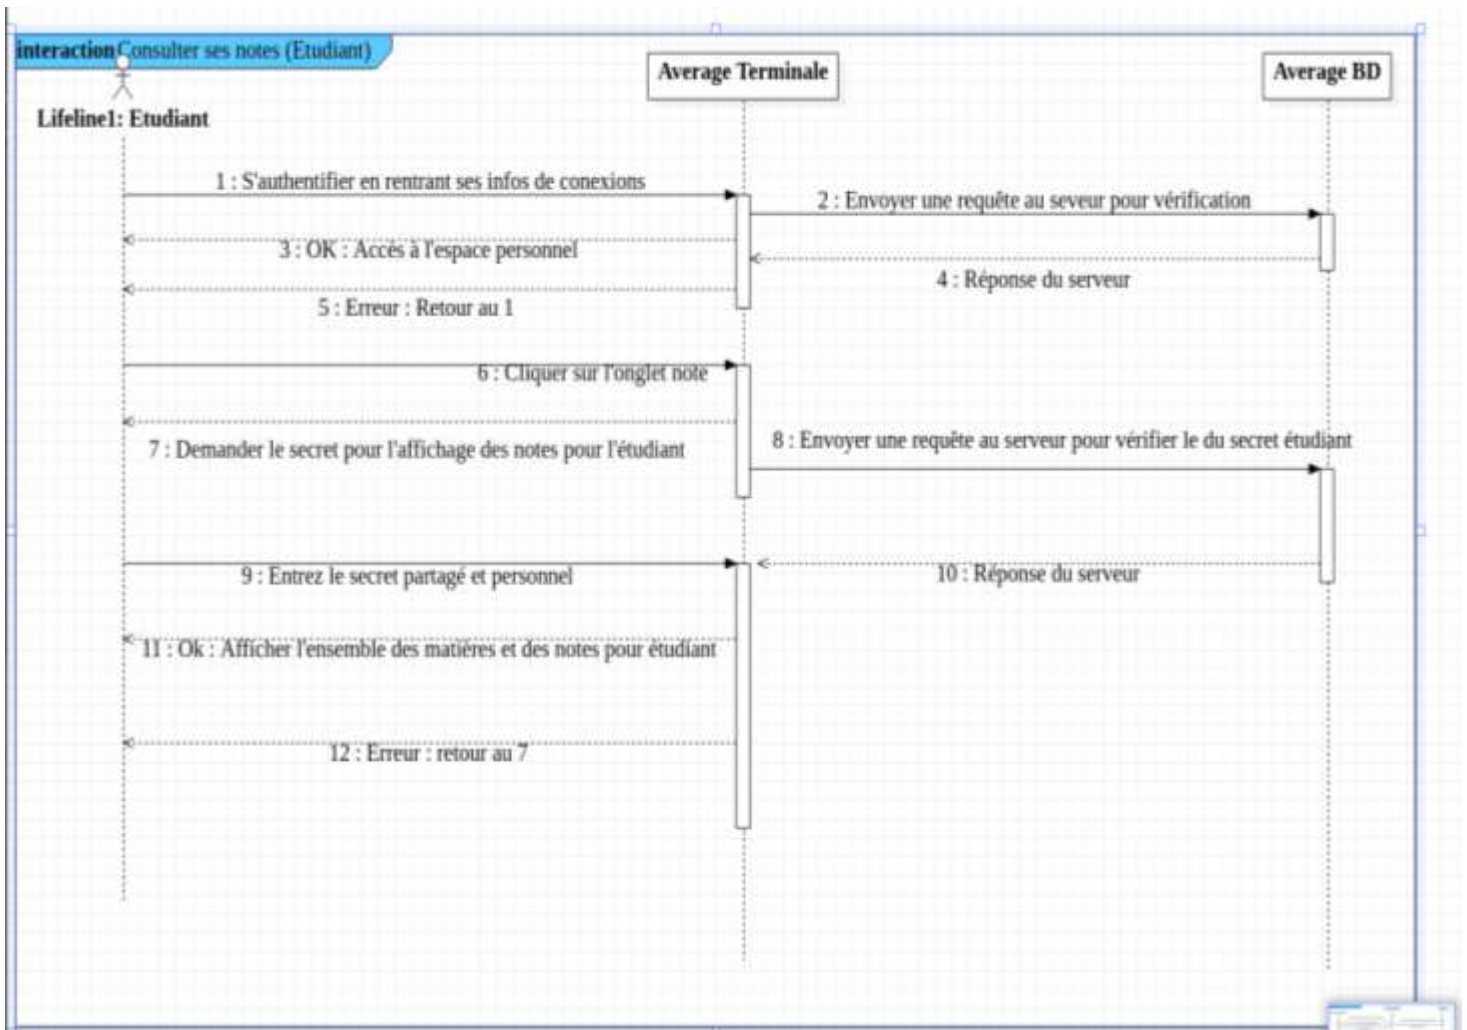 interaction Consulter ses notes (Etudiant)
Average Terminale
Average BD
Lifeline1: Etudiant
1 : S'authentifier en rentrant ses infos de conexions
2 : Envoyer une requête au seveur pour vérification
3 : OK : Accès à l'espace personnel
4 : Réponse du serveur
5 : Erreur : Retour au 1
6 : Cliquer sur l'onglet note
7 : Demander le secret pour l'affichage des notes pour l'étudiant
8 : Envoyer une requête au serveur pour vérifier le du secret étudiant
9 : Entrez le secret partagé et personnel
10 : Réponse du serveur
11 : Ok : Afficher l'ensemble des matières et des notes pour étudiant
12 : Erreur : retour au 7